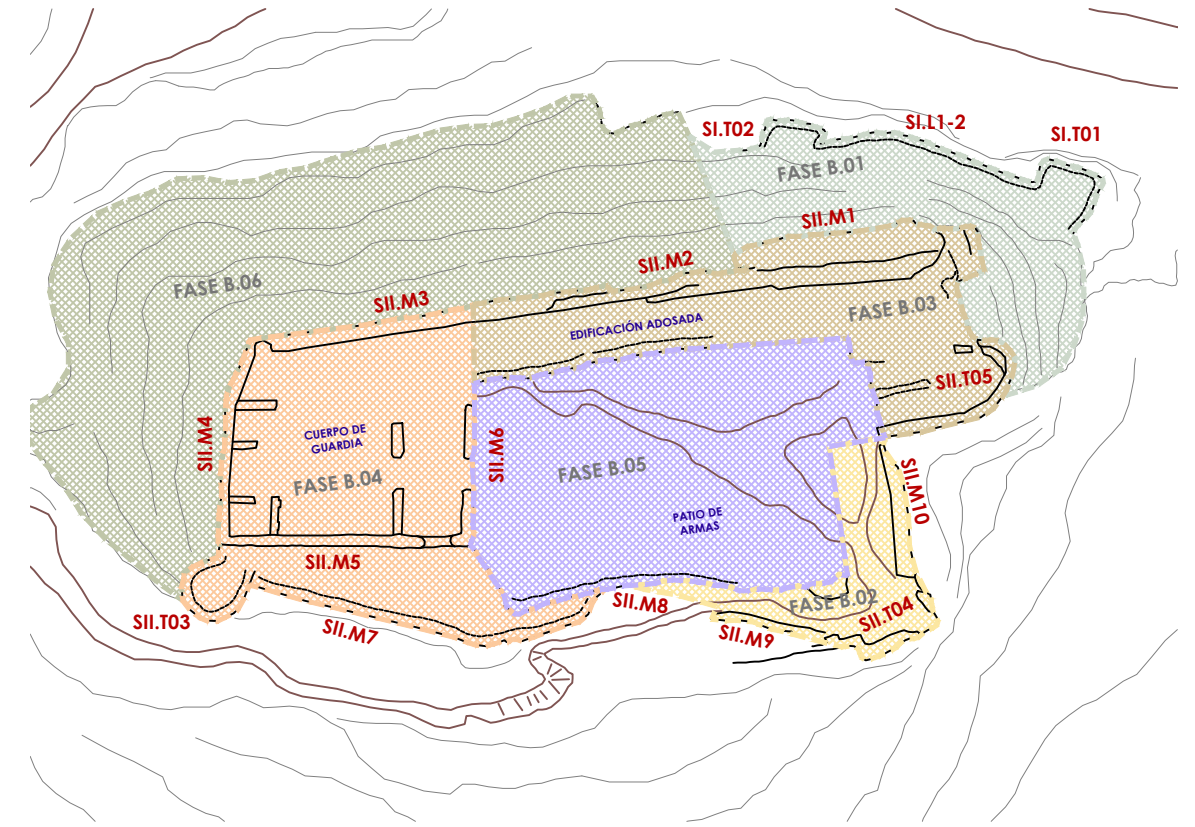 SI.T02
SI.L1-2
SI.T01
FASE B.01
SII.M1
SII.M2
FASE B.06
SII.M3
FASE B.03
EDIFICACIÓN ADOSADA
SII.T05
SII.M4
CUERPO DE
GUARDIA
SII.M6
FASE B.05
FASE B.04
SII.M10
PATIO DE
ARMAS
SII.M5
SII.M8
FASE B.02
SII.T04
SII.T03
SII.M7
SII.M9